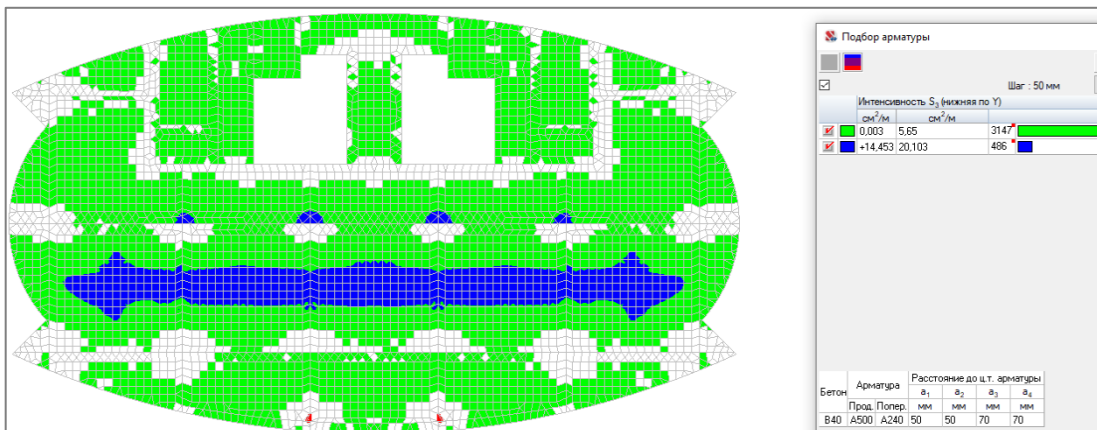 Подбор арматуры
Шаг : 50 мм
Интенсивность S3 (нижняя по Y)
см²/м см²/м
0,003 5,65 3147
+14,453 20,103 486
Бетон Арматура Расстояние до ц.т. арматуры
a1 a2 a3 a4
Прод. Попер. мм мм мм мм
B40 A500 A240 50 50 70 70